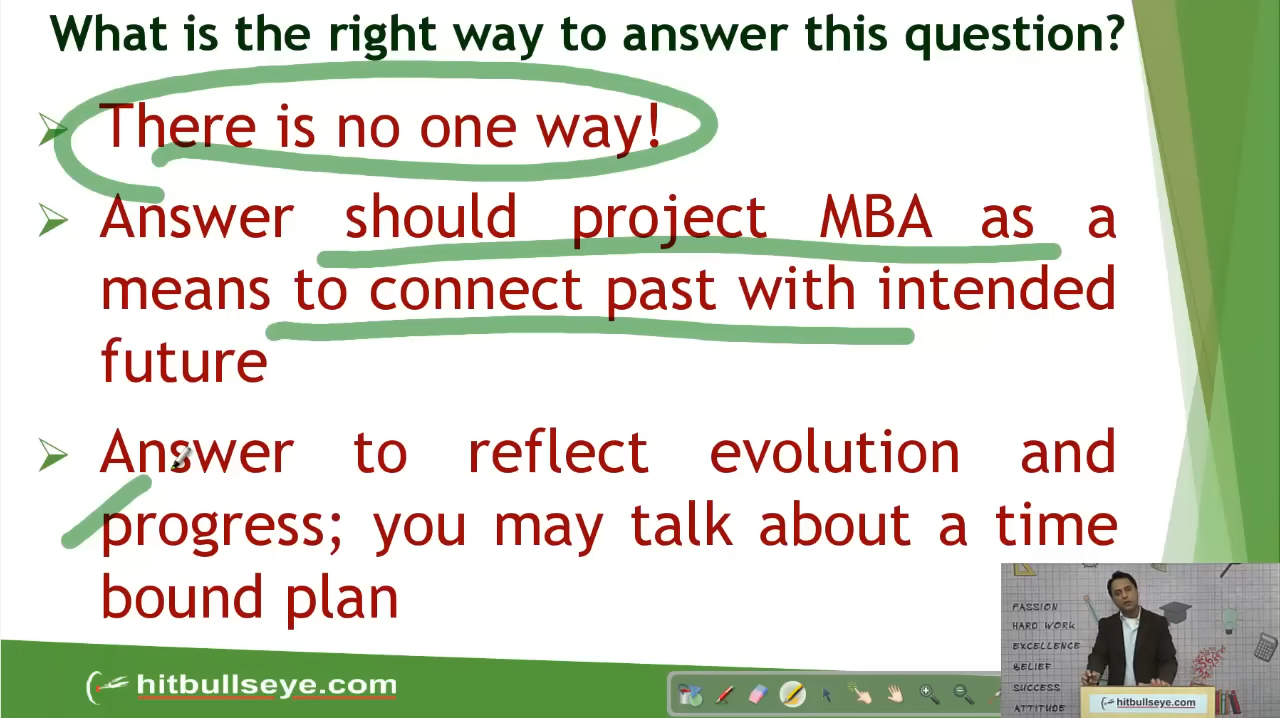 What is the right way to answer this question?
There is no one way!
Answer should project MBA as a
means to connect past with intended
future
Answer to reflect evolution and
progress; you may talk about a time
bound plan
hitbullseye.com
PASSION
HARD WORK
EXCELLENCE
BELIEF
SUCCESS
ATTITUDE
hitbullseye.com